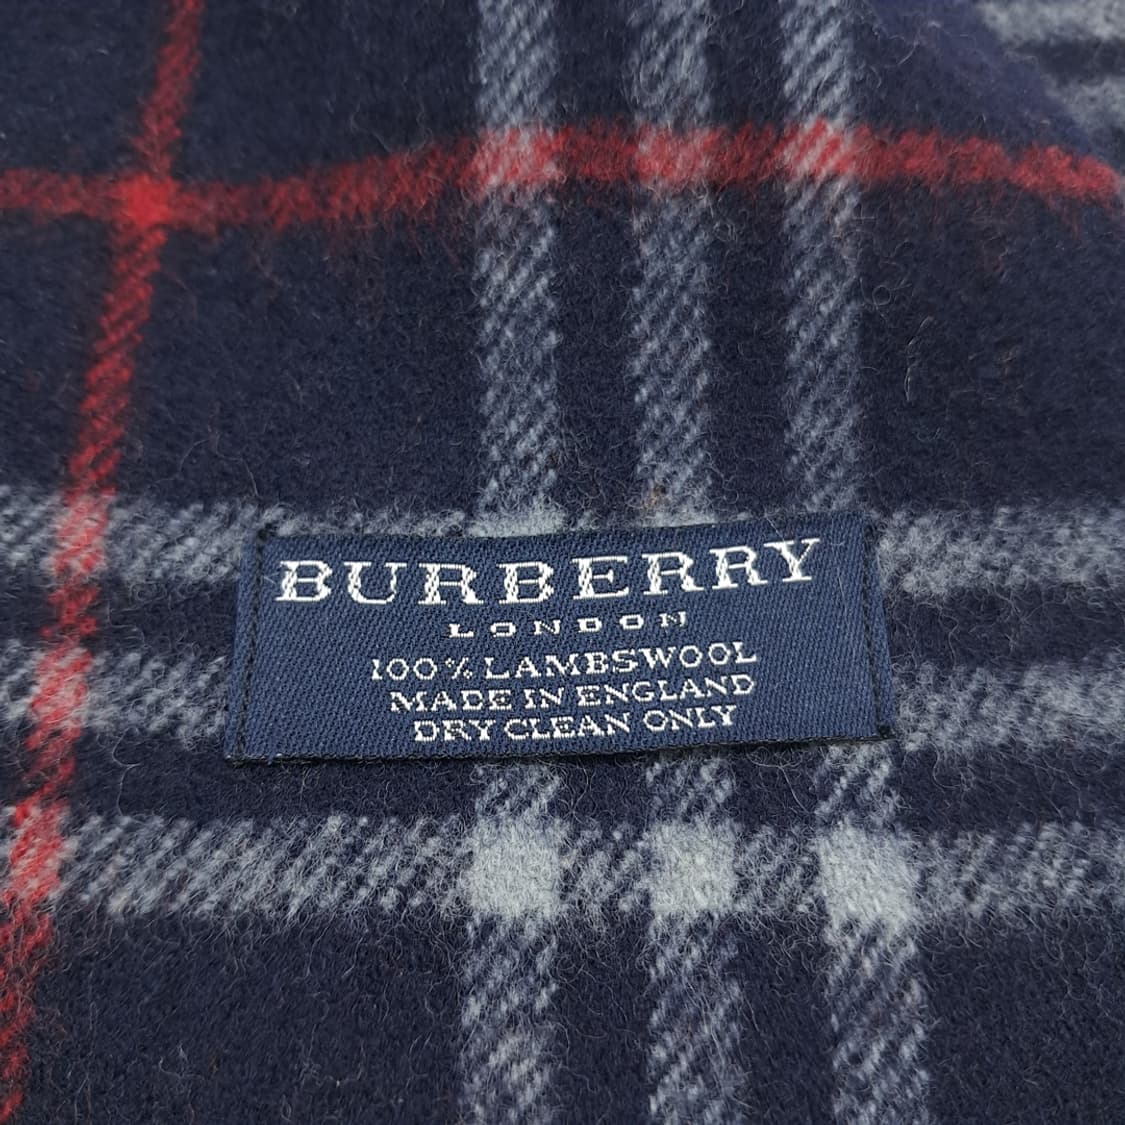 BURBERRY
LONDON
100% LAMBSWOOL
MADE IN ENGLAND
DRY CLEAN ONLY